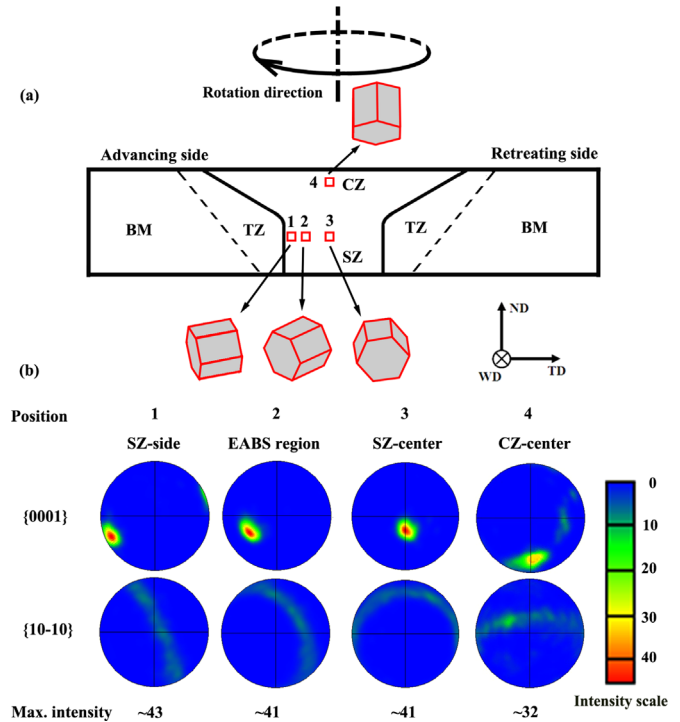 (a)
Rotation direction
Advancing side
Retreating side
4 CZ
BM TZ 1 2 3 TZ BM
SZ
ND
WD TD
(b)
Position 1 2 3 4
SZ-side EABS region SZ-center CZ-center
{0001}
{10-10}
0
10
20
30
40
Max. intensity ~43 ~41 ~41 ~32
Intensity scale